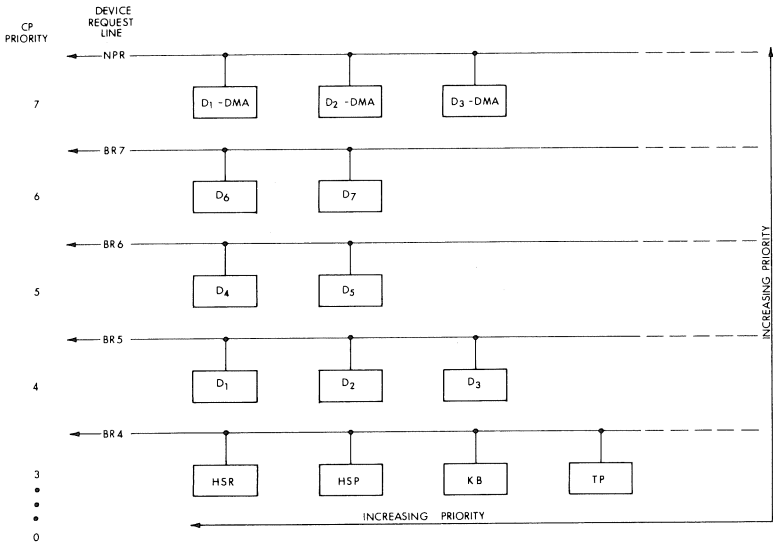 CP
PRIORITY
DEVICE
REQUEST
LINE
NPR
7
D1 -DMA
D2 -DMA
D3 -DMA
BR7
6
D6
D7
BR6
5
D4
D5
BR5
4
D1
D2
D3
BR4
3
HSR
HSP
KB
TP
0
INCREASING PRIORITY
INCREASING PRIORITY